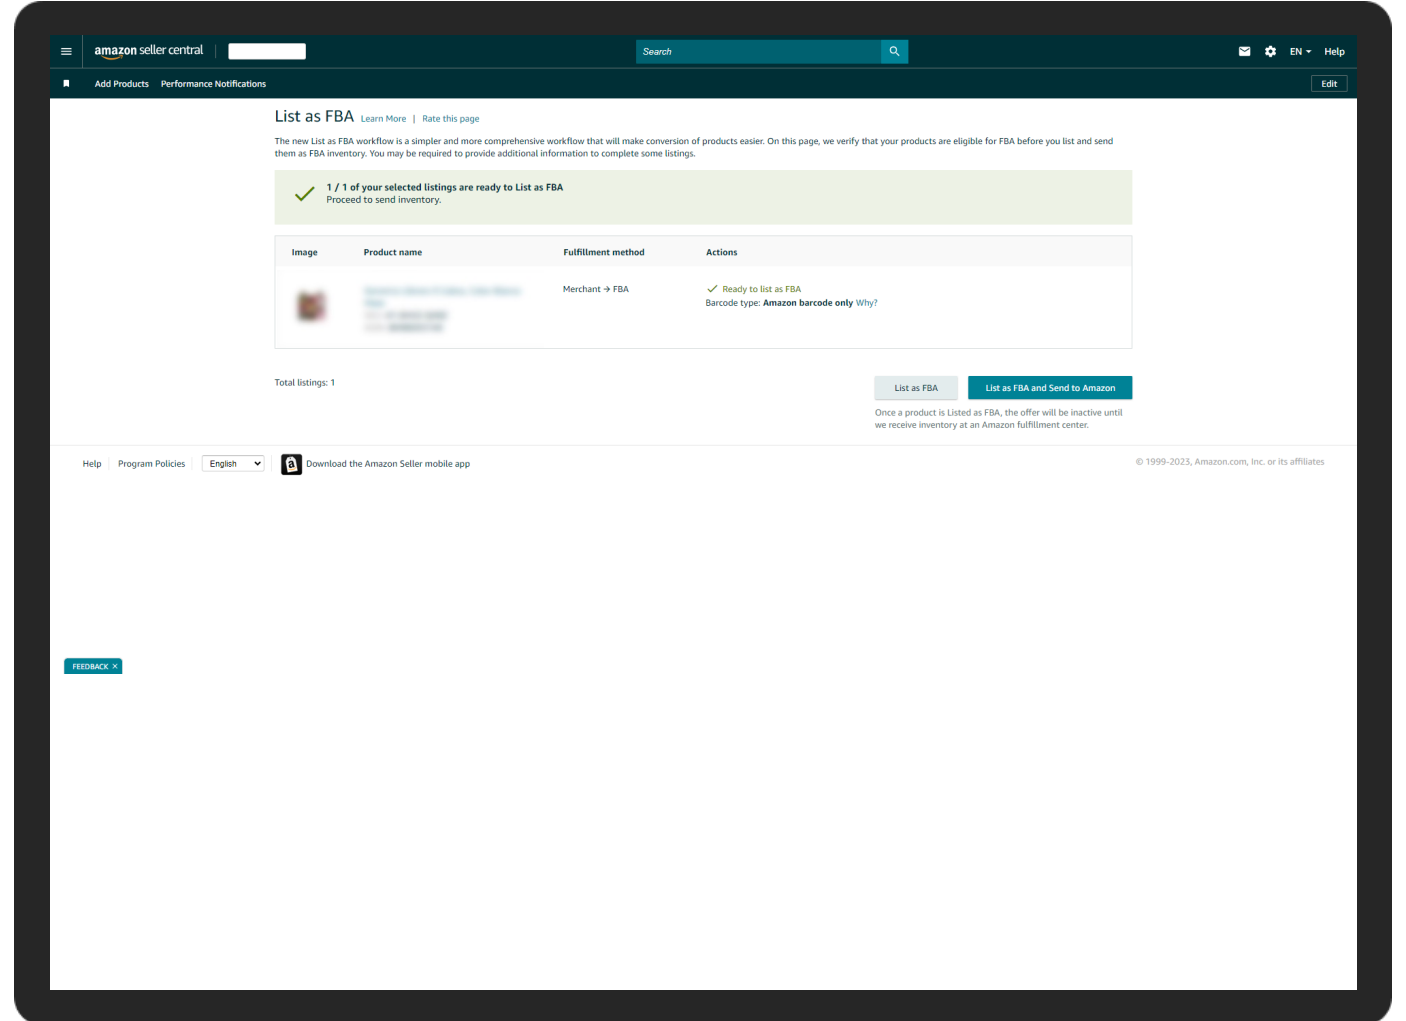 amazon seller central
Search
EN
Help
Add Products
Performance Notifications
Edit
List as FBA Learn More | Rate this page
The new List as FBA workflow is a simpler and more comprehensive workflow that will make conversion of products easier. On this page, we verify that your products are eligible for FBA before you list and send
them as FBA inventory. You may be required to provide additional information to complete some listings.
1 / 1 of your selected listings are ready to List as FBA
Proceed to send inventory.
Image Product name Fulfillment method Actions
Merchant → FBA
Ready to list as FBA
Barcode type: Amazon barcode only Why?
Total listings: 1
List as FBA
List as FBA and Send to Amazon
Once a product is Listed as FBA, the offer will be inactive until
we receive inventory at an Amazon fulfillment center.
Help Program Policies English Download the Amazon Seller mobile app
© 1999-2023, Amazon.com, Inc. or its affiliates
FEEDBACK ×